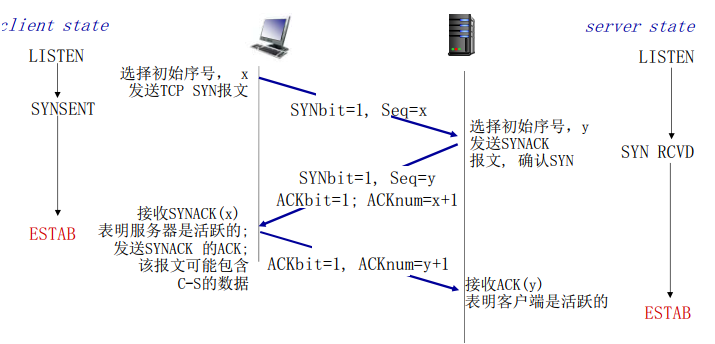 client state
server state
LISTEN
LISTEN
选择初始序号， x
发送TCP SYN报文
SYNSENT
SYNbit=1, Seq=x
选择初始序号，y
发送SYNACK
报文, 确认SYN
SYN RCVD
SYNbit=1, Seq=y
ACKbit=1; ACKnum=x+1
接收SYNACK(x)
表明服务器是活跃的;
发送SYNACK 的ACK;
该报文可能包含
C-S的数据
ESTAB
ACKbit=1, ACKnum=y+1
接收ACK(y)
表明客户端是活跃的
ESTAB